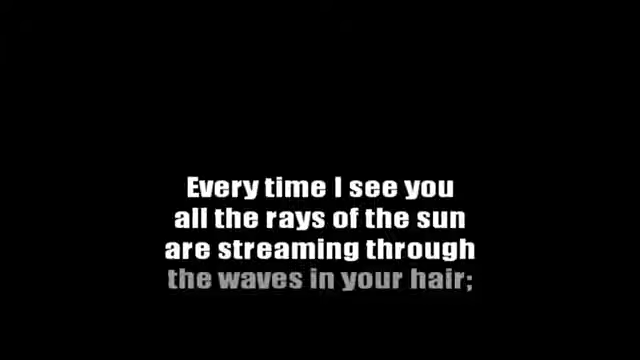 Every time I see you
all the rays of the sun
are streaming through
the waves in your hair;